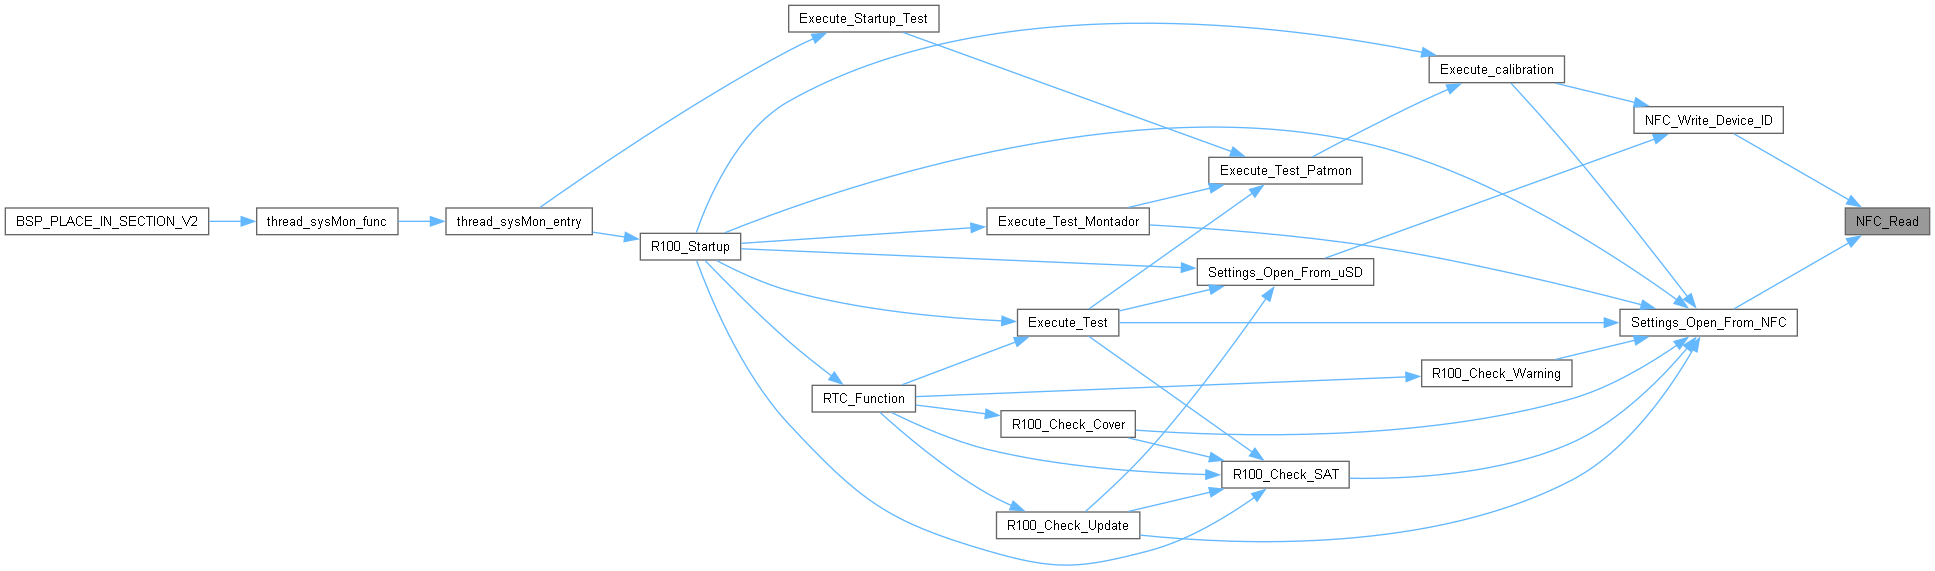 Execute_Startup_Test
Execute_calibration
NFC_Write_Device_ID
Execute_Test_Patmon
BSP_PLACE_IN_SECTION_V2
thread_sysMon_func
thread_sysMon_entry
Execute_Test_Montador
NFC_Read
R100_Startup
Settings_Open_From_uSD
Execute_Test
Settings_Open_From_NFC
R100_Check_Warning
RTC_Function
R100_Check_Cover
R100_Check_SAT
R100_Check_Update